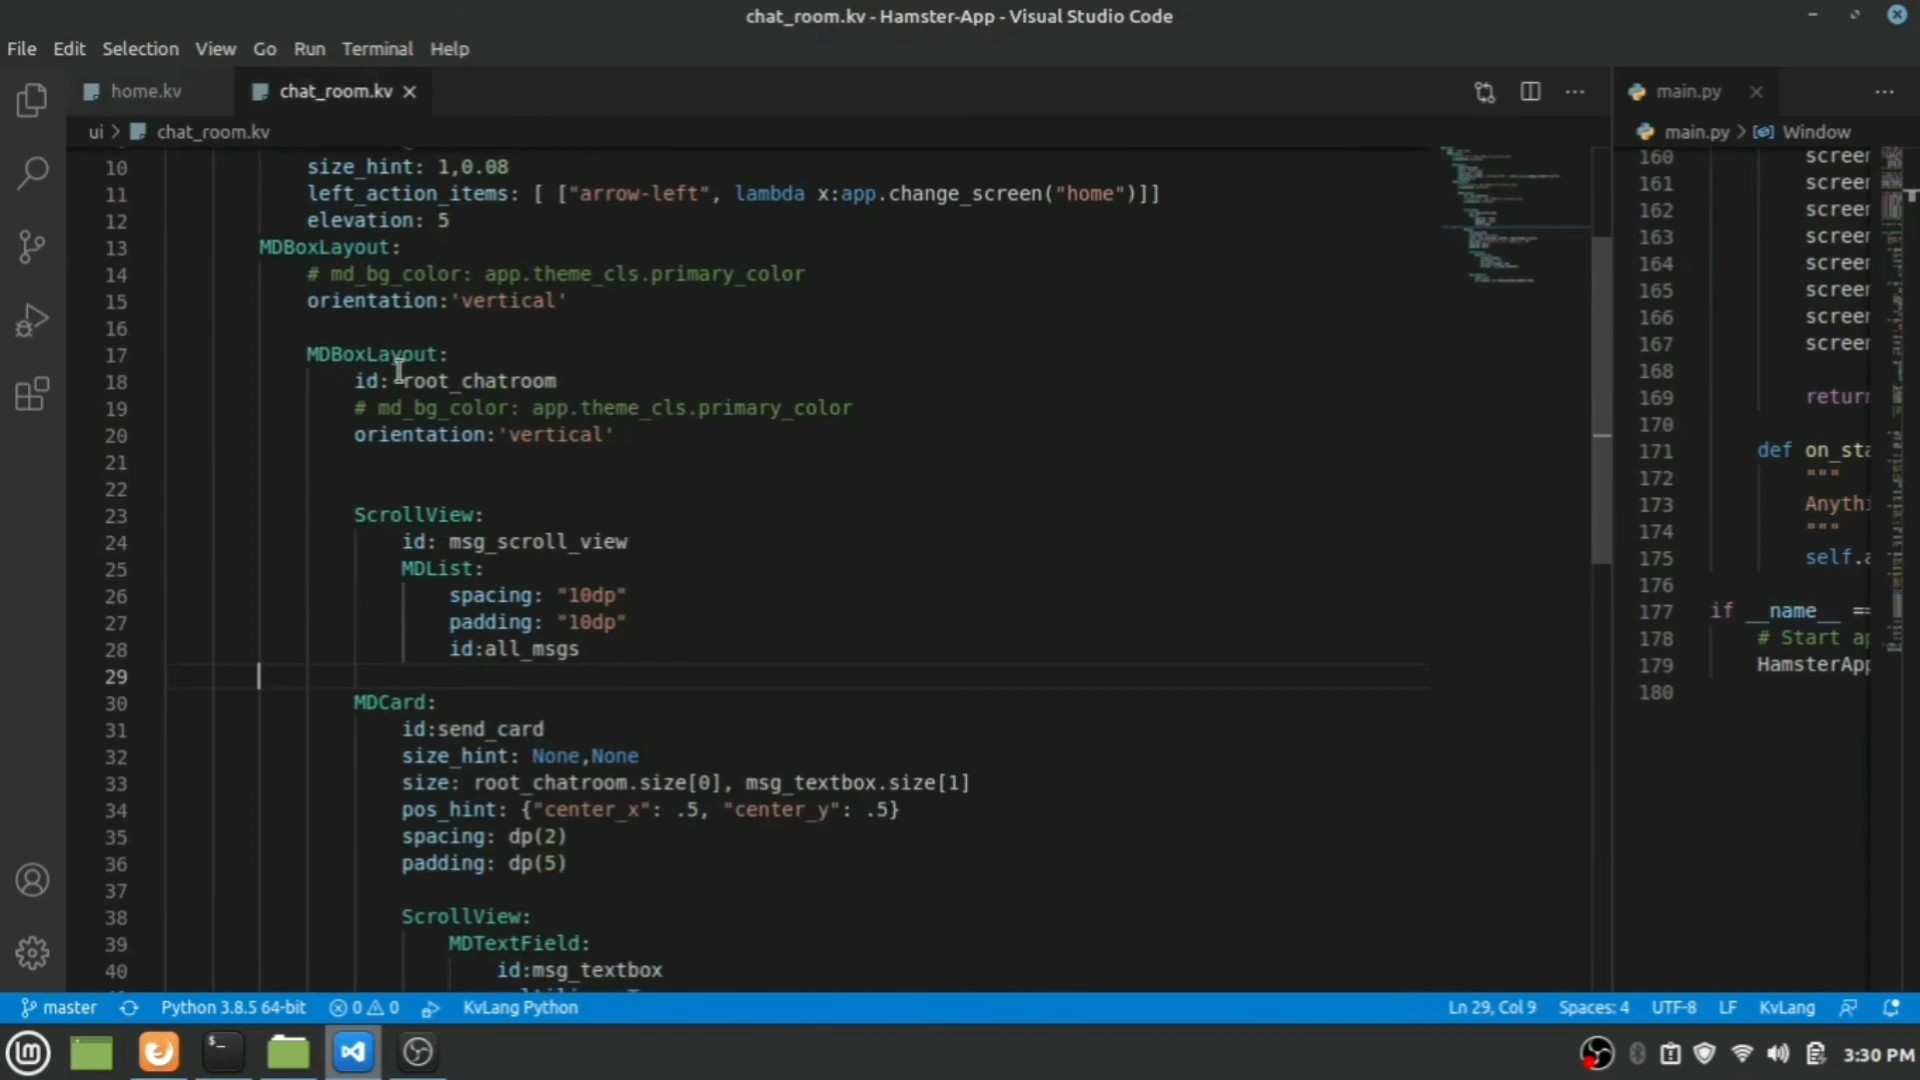 chat_room.kv - Hamster-App - Visual Studio Code
File Edit Selection View Go Run Terminal Help
home.kv chat_room.kv
main.py
ui > chat_room.kv
main.py > Window
10 size_hint: 1,0.08
11 left_action_items: [ ["arrow-left", lambda x:app.change_screen("home")]]
12 elevation: 5
13 MDBoxLayout:
14 # md_bg_color: app.theme_cls.primary_color
15 orientation:'vertical'
16
17 MDBoxLayout:
18 id: root_chatroom
19 # md_bg_color: app.theme_cls.primary_color
20 orientation:'vertical'
21
22
23 ScrollView:
24 id: msg_scroll_view
25 MDList:
26 spacing: "10dp"
27 padding: "10dp"
28 id:all_msgs
29
30 MDCard:
31 id:send_card
32 size_hint: None,None
33 size: root_chatroom.size[0], msg_textbox.size[1]
34 pos_hint: {"center_x": .5, "center_y": .5}
35 spacing: dp(2)
36 padding: dp(5)
37
38 ScrollView:
39 MDTextField:
40 id:msg_textbox
160 screen
161 screen
162 screen
163 screen
164 screen
165 screen
166 screen
167 screen
168
169 return
170
171 def on_sta
172 """
173 Anythi
174 """
175 self.a
176
177 if __name__ ==
178 # Start ap
179 HamsterApp
180
master Python 3.8.5 64-bit 0 0 KvLang Python
Ln 29, Col 9 Spaces: 4 UTF-8 LF KvLang
3:30 PM